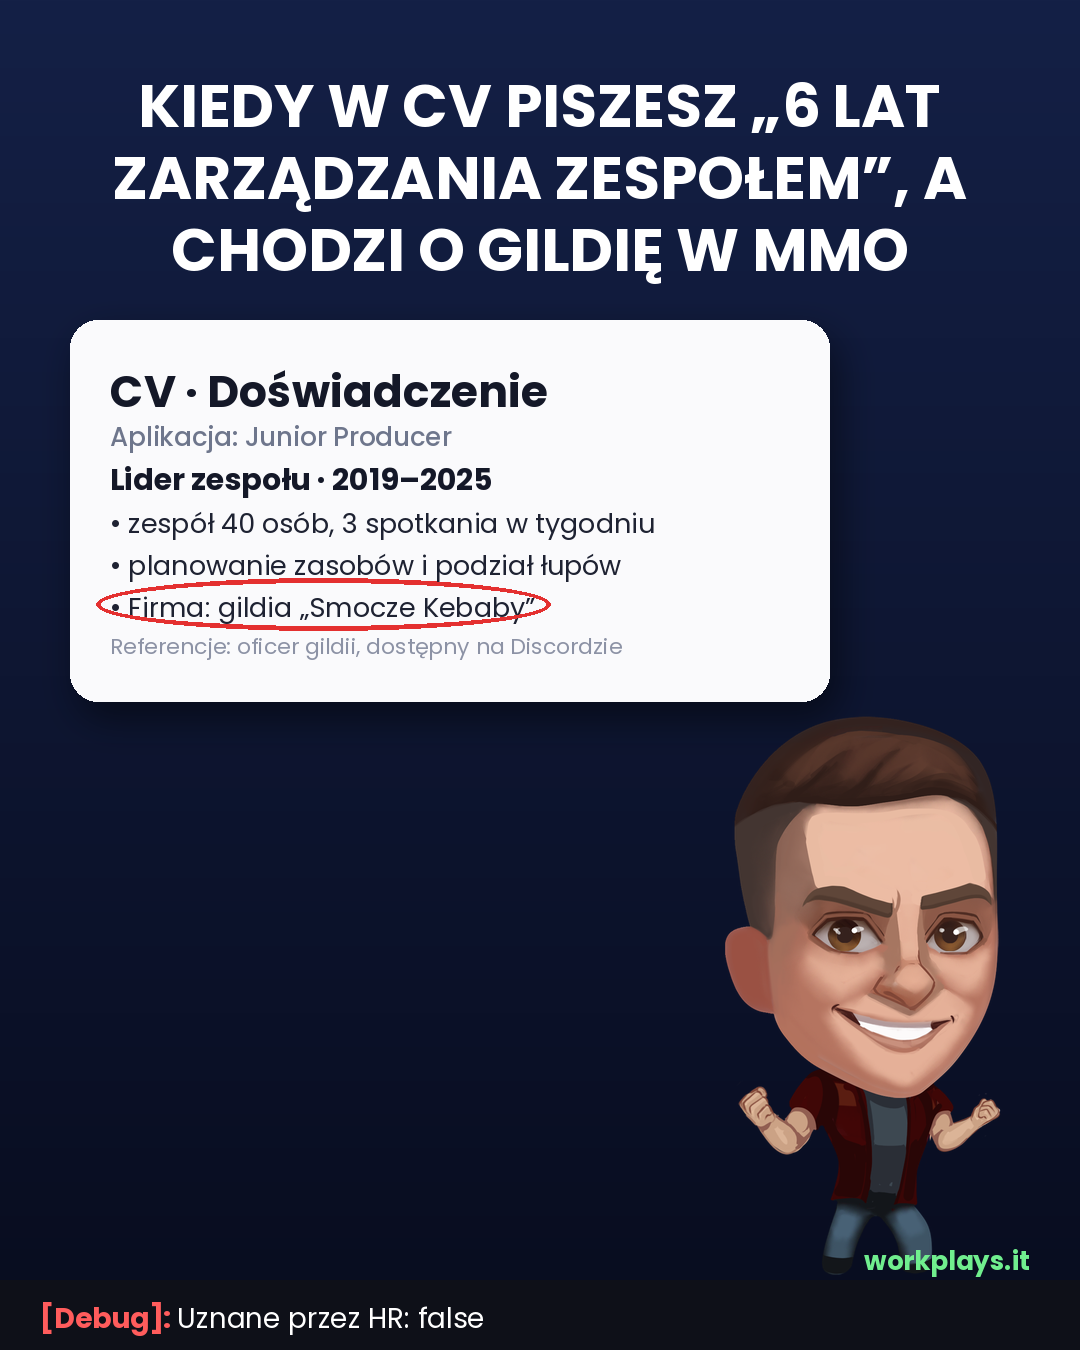 KIEDY W CV PISZESZ „6 LAT
ZARZĄDZANIA ZESPOŁEM”, A
CHODZI O GILDIĘ W MMO
CV · Doświadczenie
Aplikacja: Junior Producer
Lider zespołu · 2019–2025
• zespół 40 osób, 3 spotkania w tygodniu
• planowanie zasobów i podział łupów
• Firma: gildia „Smocze Kebaby”
Referencje: oficer gildii, dostępny na Discordzie
workplays.it
[Debug]: Uznane przez HR: false